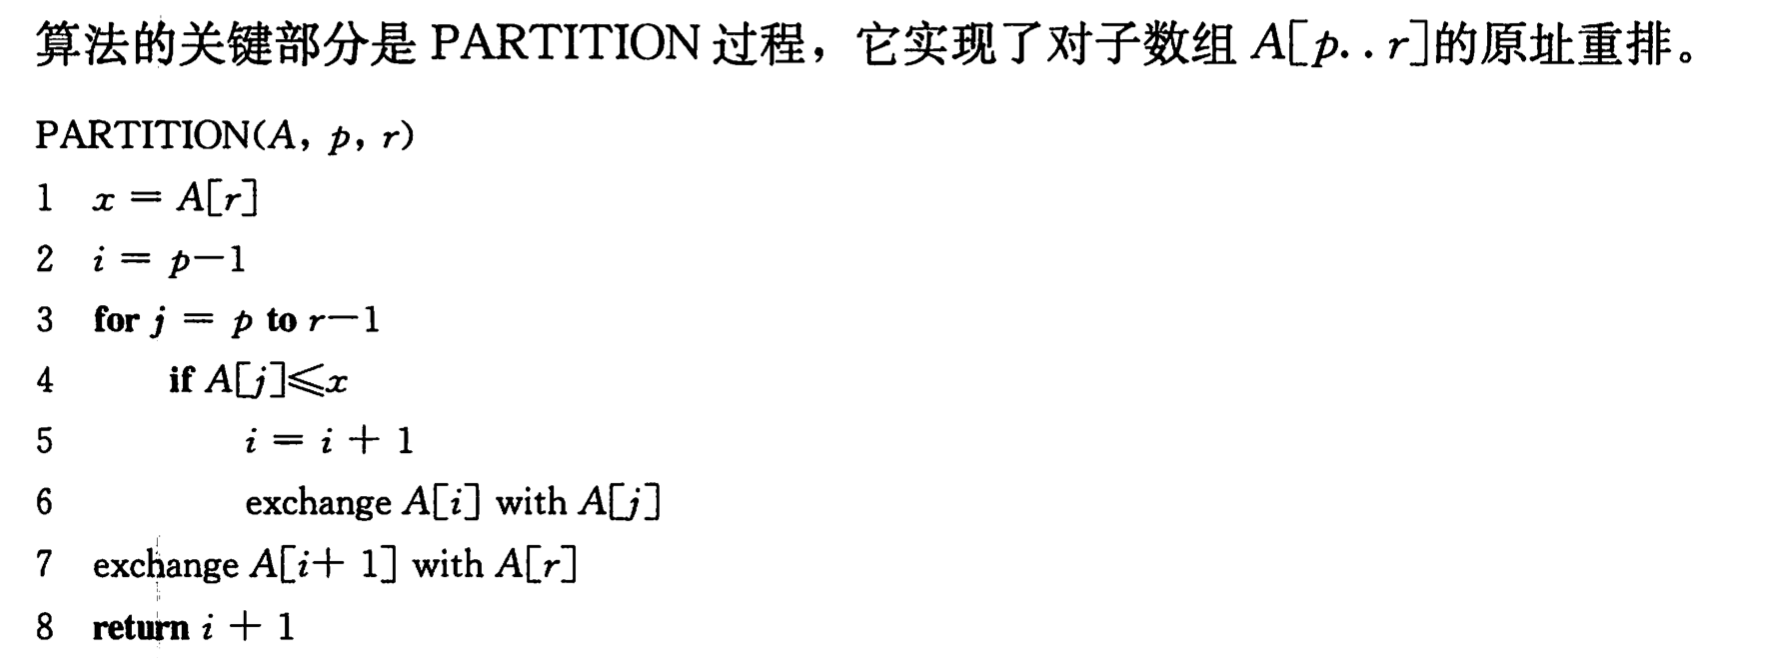 算法的关键部分是 PARTITION 过程，它实现了对子数组 A[p..r]的原址重排。
PARTITION(A, p, r)
1 x = A[r]
2 i = p-1
3 for j = p to r-1
4 if A[j]≤x
5 i = i + 1
6 exchange A[i] with A[j]
7 exchange A[i+ 1] with A[r]
8 return i + 1